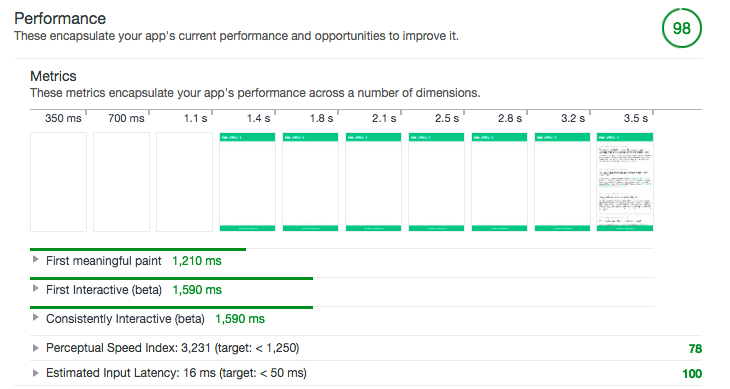 Performance
These encapsulate your app's current performance and opportunities to improve it.
98
Metrics
These metrics encapsulate your app's performance across a number of dimensions.
350 ms 700 ms 1.1 s 1.4 s 1.8 s 2.1 s 2.5 s 2.8 s 3.2 s 3.5 s
First meaningful paint 1,210 ms
First Interactive (beta) 1,590 ms
Consistently Interactive (beta) 1,590 ms
Perceptual Speed Index: 3,231 (target: < 1,250) 78
Estimated Input Latency: 16 ms (target: < 50 ms) 100